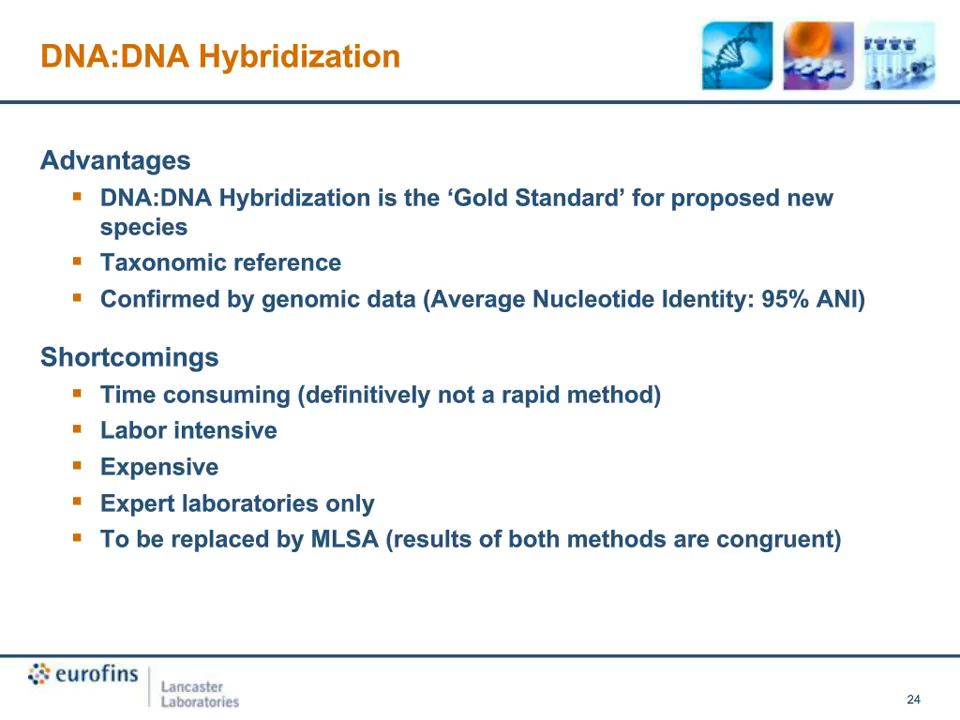 DNA:DNA Hybridization
Advantages
DNA:DNA Hybridization is the ‘Gold Standard’ for proposed new
species
Taxonomic reference
Confirmed by genomic data (Average Nucleotide Identity: 95% ANI)
Shortcomings
Time consuming (definitively not a rapid method)
Labor intensive
Expensive
Expert laboratories only
To be replaced by MLSA (results of both methods are congruent)
eurofins
Lancaster
Laboratories
24